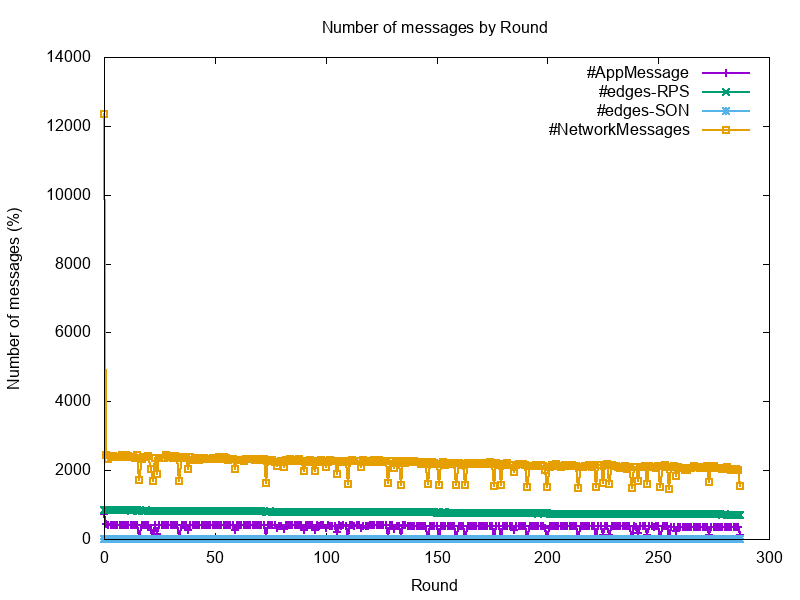 Number of messages by Round
14000
12000
10000
8000
6000
4000
2000
0
Number of messages (%)
#AppMessage
#edges-RPS
#edges-SON
#NetworkMessages
0 50 100 150 200 250 300
Round